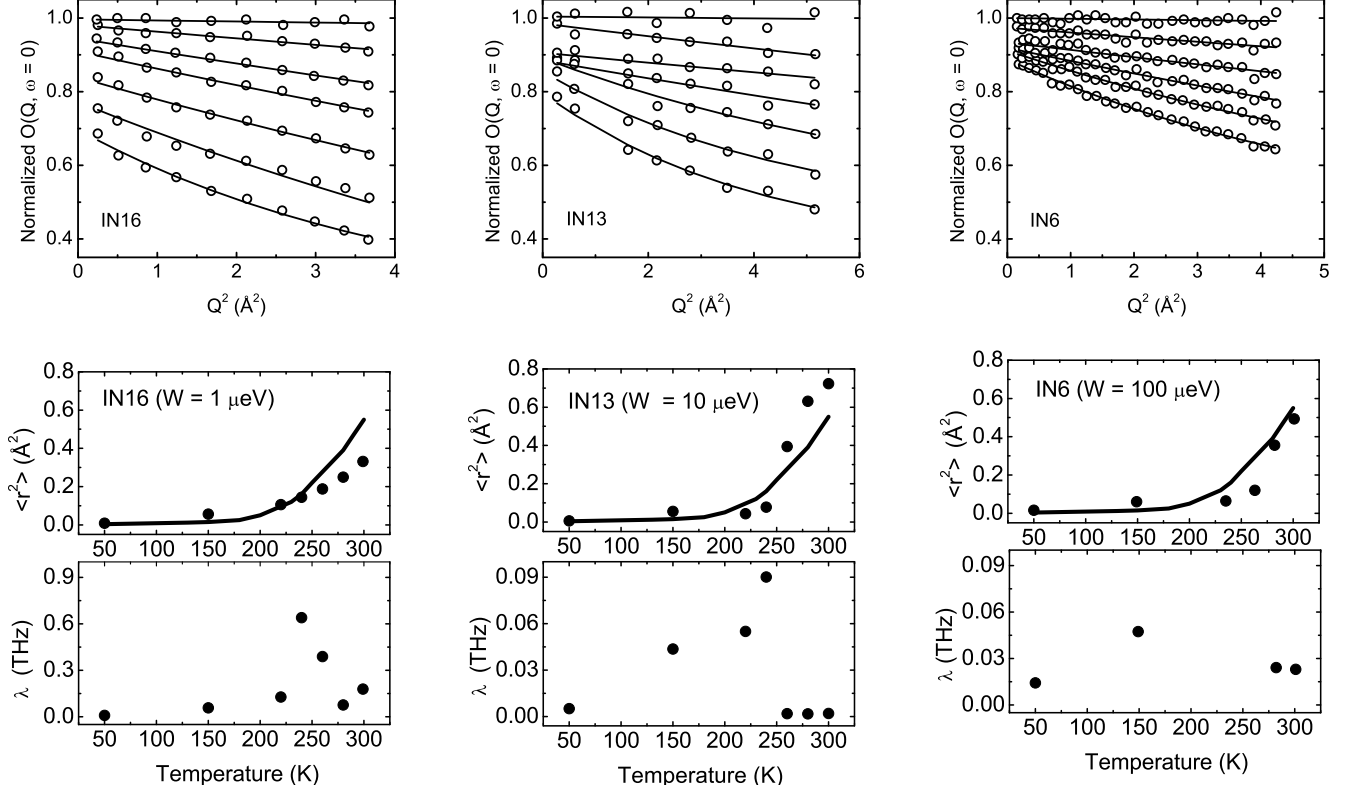 Normalized O(Q, ω = 0)
1.0
0.8
0.6
0.4
IN16
0 1 2 3 4
Q² (Å²)
Normalized O(Q, ω = 0)
1.0
0.8
0.6
0.4
IN13
0 2 4 6
Q² (Å²)
Normalized O(Q, ω = 0)
1.0
0.8
0.6
0.4
IN6
0 1 2 3 4 5
Q² (Å²)
<r²> (Å²)
0.8
0.6
0.4
0.2
0.0
IN16 (W = 1 μeV)
50 100 150 200 250 300
<r²> (Å²)
0.8
0.6
0.4
0.2
0.0
IN13 (W = 10 μeV)
50 100 150 200 250 300
<r²> (Å²)
0.8
0.6
0.4
0.2
0.0
IN6 (W = 100 μeV)
50 100 150 200 250 300
λ (THz)
0.9
0.6
0.3
0.0
50 100 150 200 250 300
Temperature (K)
λ (THz)
0.09
0.06
0.03
0.00
50 100 150 200 250 300
Temperature (K)
λ (THz)
0.09
0.06
0.03
0.00
50 100 150 200 250 300
Temperature (K)